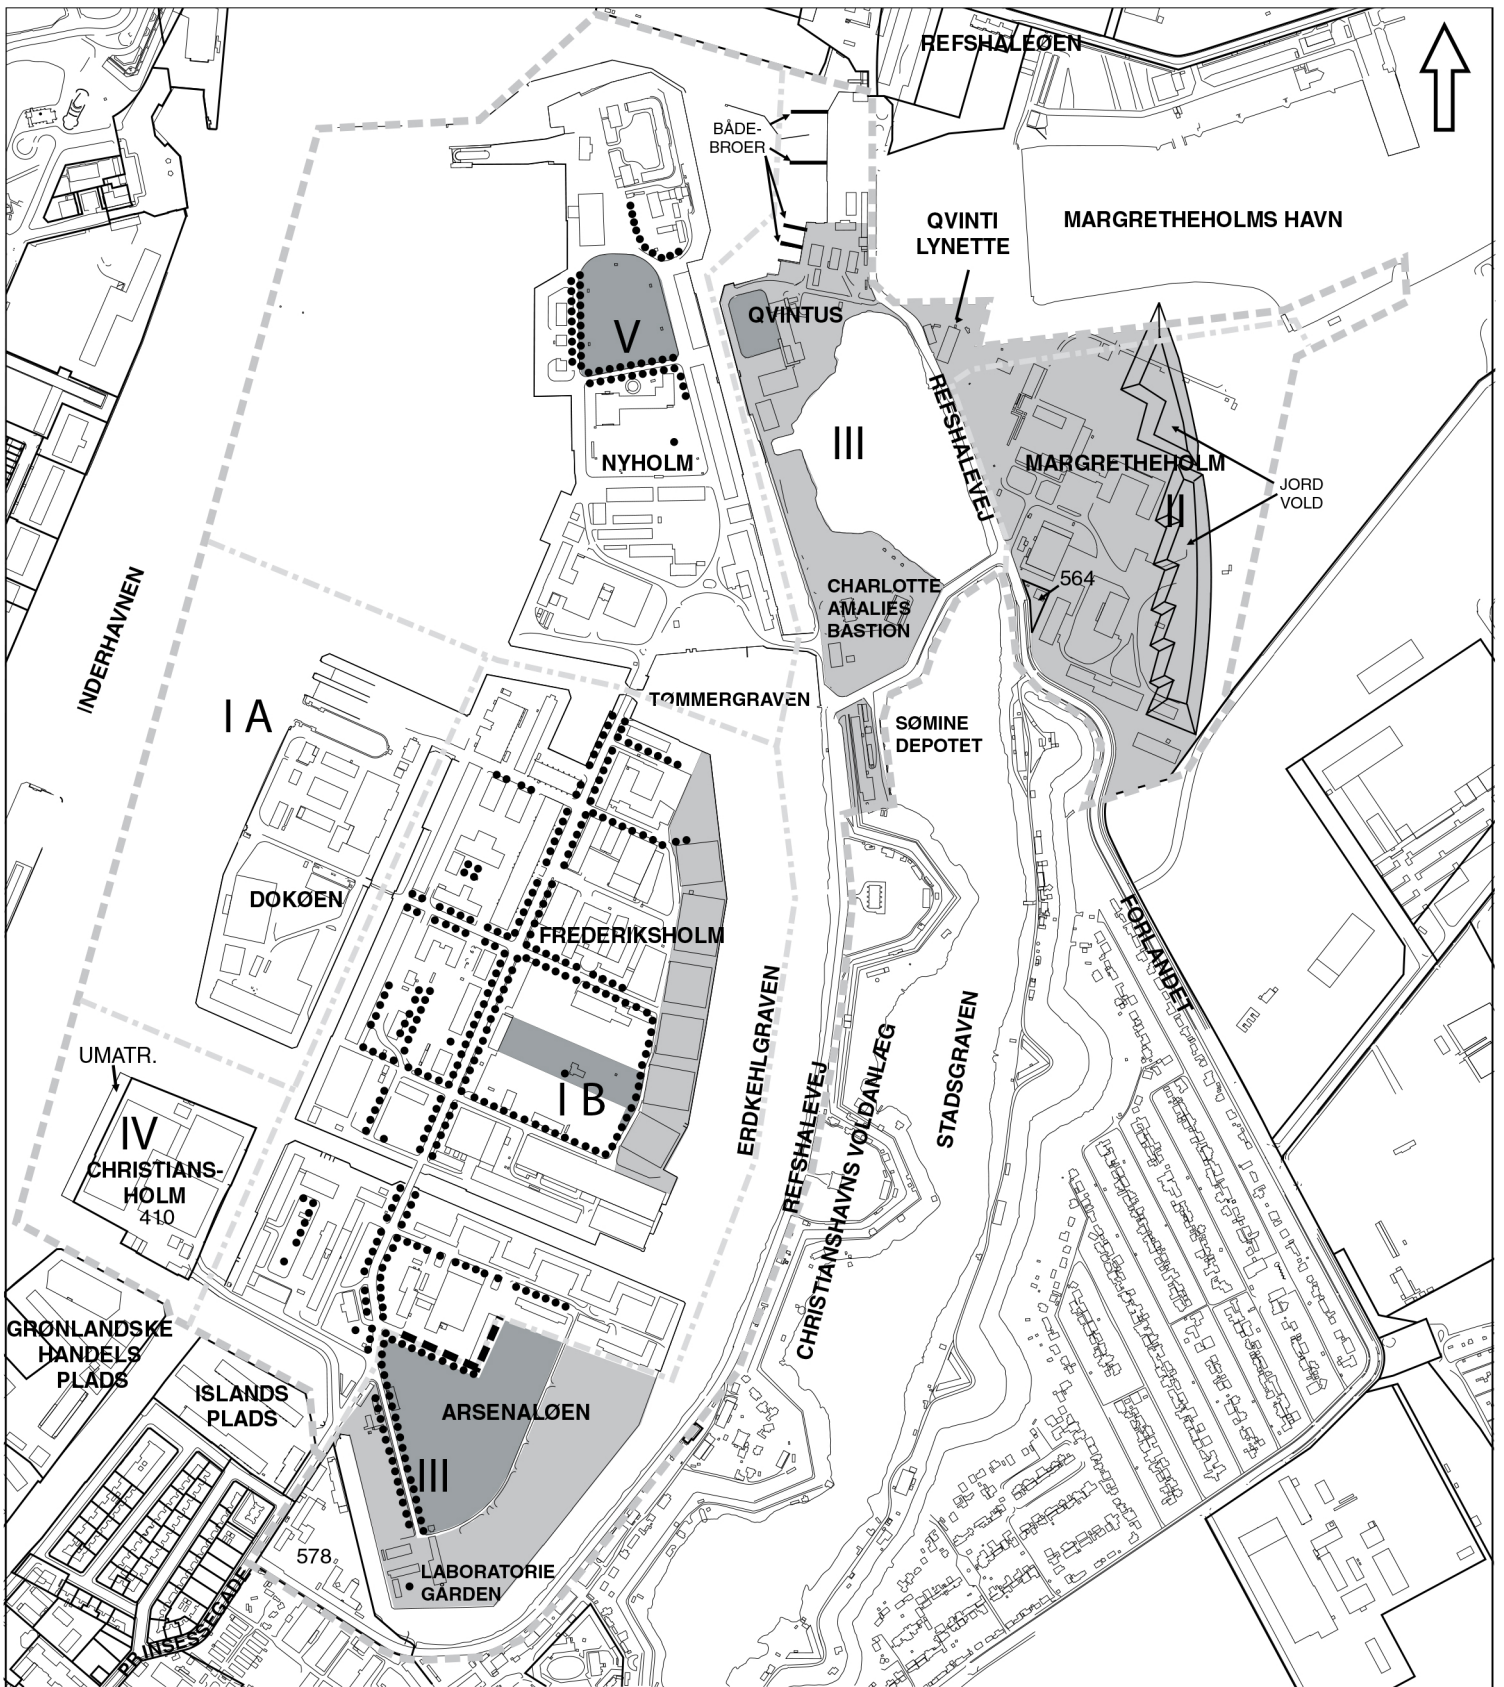 REFSHALEØEN
BÅDE-
BROER
QVINTI
LYNETTE
MARGRETHEHOLMS HAVN
QVINTUS
V
REFSHALEVEJ
III
NYHOLM
MARGRETHEHOLM
II
JORD
VOLD
564
CHARLOTTE
AMALIES
BASTION
INDERHAVNEN
I A
TØMMERGRAVEN
SØMINE
DEPOTET
DOKØEN
FREDERIKSHOLM
FORLANDET
ERDKEHLGRAVEN
STADSGRAVEN
UMATR.
I B
IV
CHRISTIANS-
HOLM
410
REFSHALEVEJ
CHRISTIANSHAVNS VOLDANLÆG
GRØNLANDSKE
HANDELS
PLADS
ISLANDS
PLADS
ARSENALØEN
III
578
LABORATORIE
GÅRDEN
PR INSESSEGADE